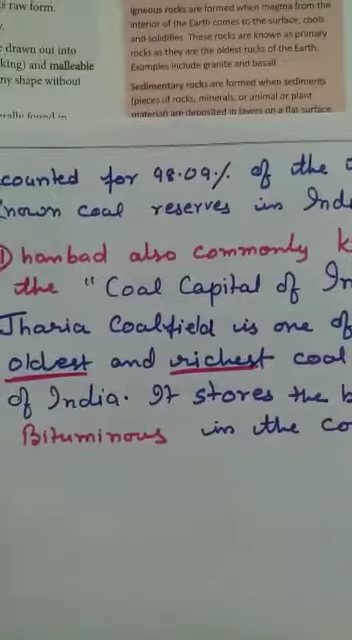 s raw form.
drawn out into
king) and malleable
ny shape without
Igneous rocks are formed when magma from the
interior of the Earth comes to the surface, cools
and solidifies. These rocks are known as primary
rocks as they are the oldest rocks of the Earth.
Examples include granite and basalt.
Sedimentary rocks are formed when sediments
(pieces of rocks, minerals, or animal or plant
material) are deposited in layers on a flat surface.
counted for 98.09% of the
known coal reserves in Ind
Dhanbad also commonly k
the "Coal Capital of In
Jharia Coalfield is one of
oldest and richest coal
of India. It stores the b
Bituminous in the co